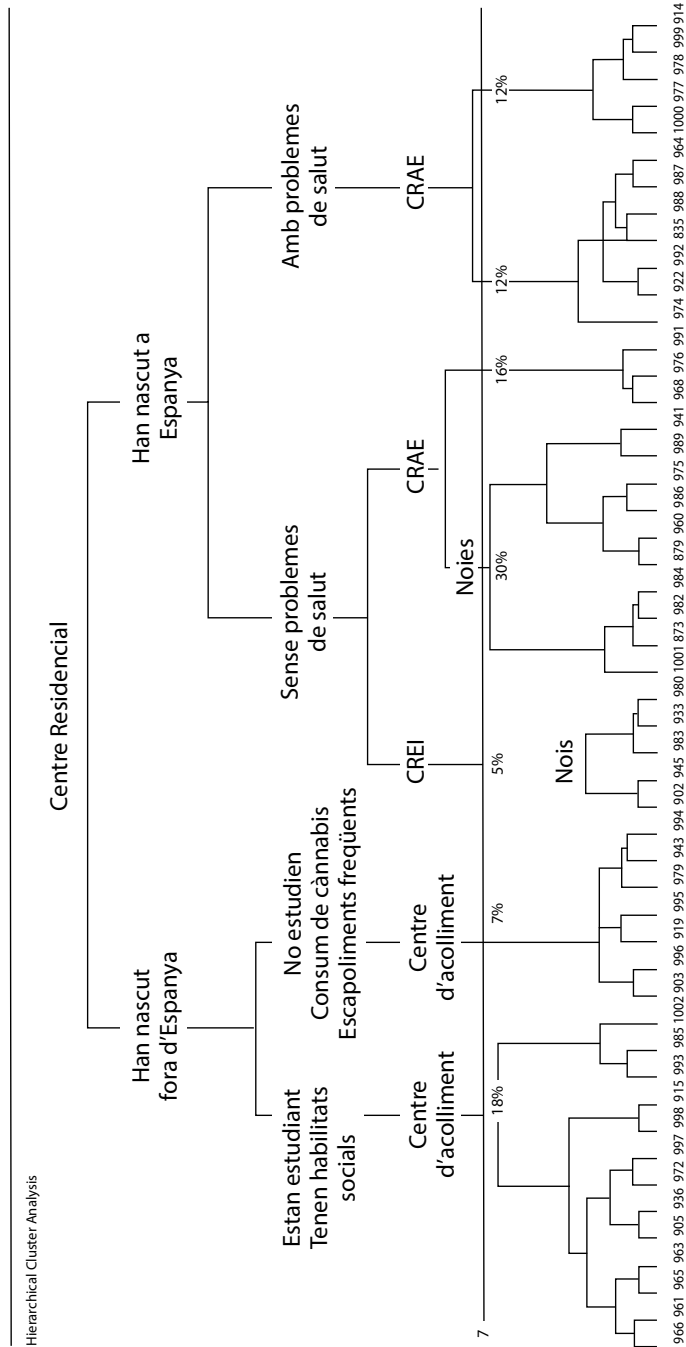 Hierarchical Cluster Analysis
Centre Residencial
Han nascut
fora d'Espanya
Han nascut a
Espanya
Estan estudiant
Tenen habilitats
socials
No estudien
Consum de cànnabis
Escapoliments freqüents
Sense problemes
de salut
Amb problemes
de salut
Centre
d'acolliment
Centre
d'acolliment
CREI
CRAE
CRAE
Noies
7
18%
7%
5%
30%
16%
12%
12%
Nois
966 961 965 963 905 936 972 997 998 915 993 985 1002 903 996 919 995 979 943 994 902 945 983 933 980 1001 873 982 984 879 960 986 975 989 941 968 976 991 974 922 992 835 988 987 964 1000 977 978 999 914